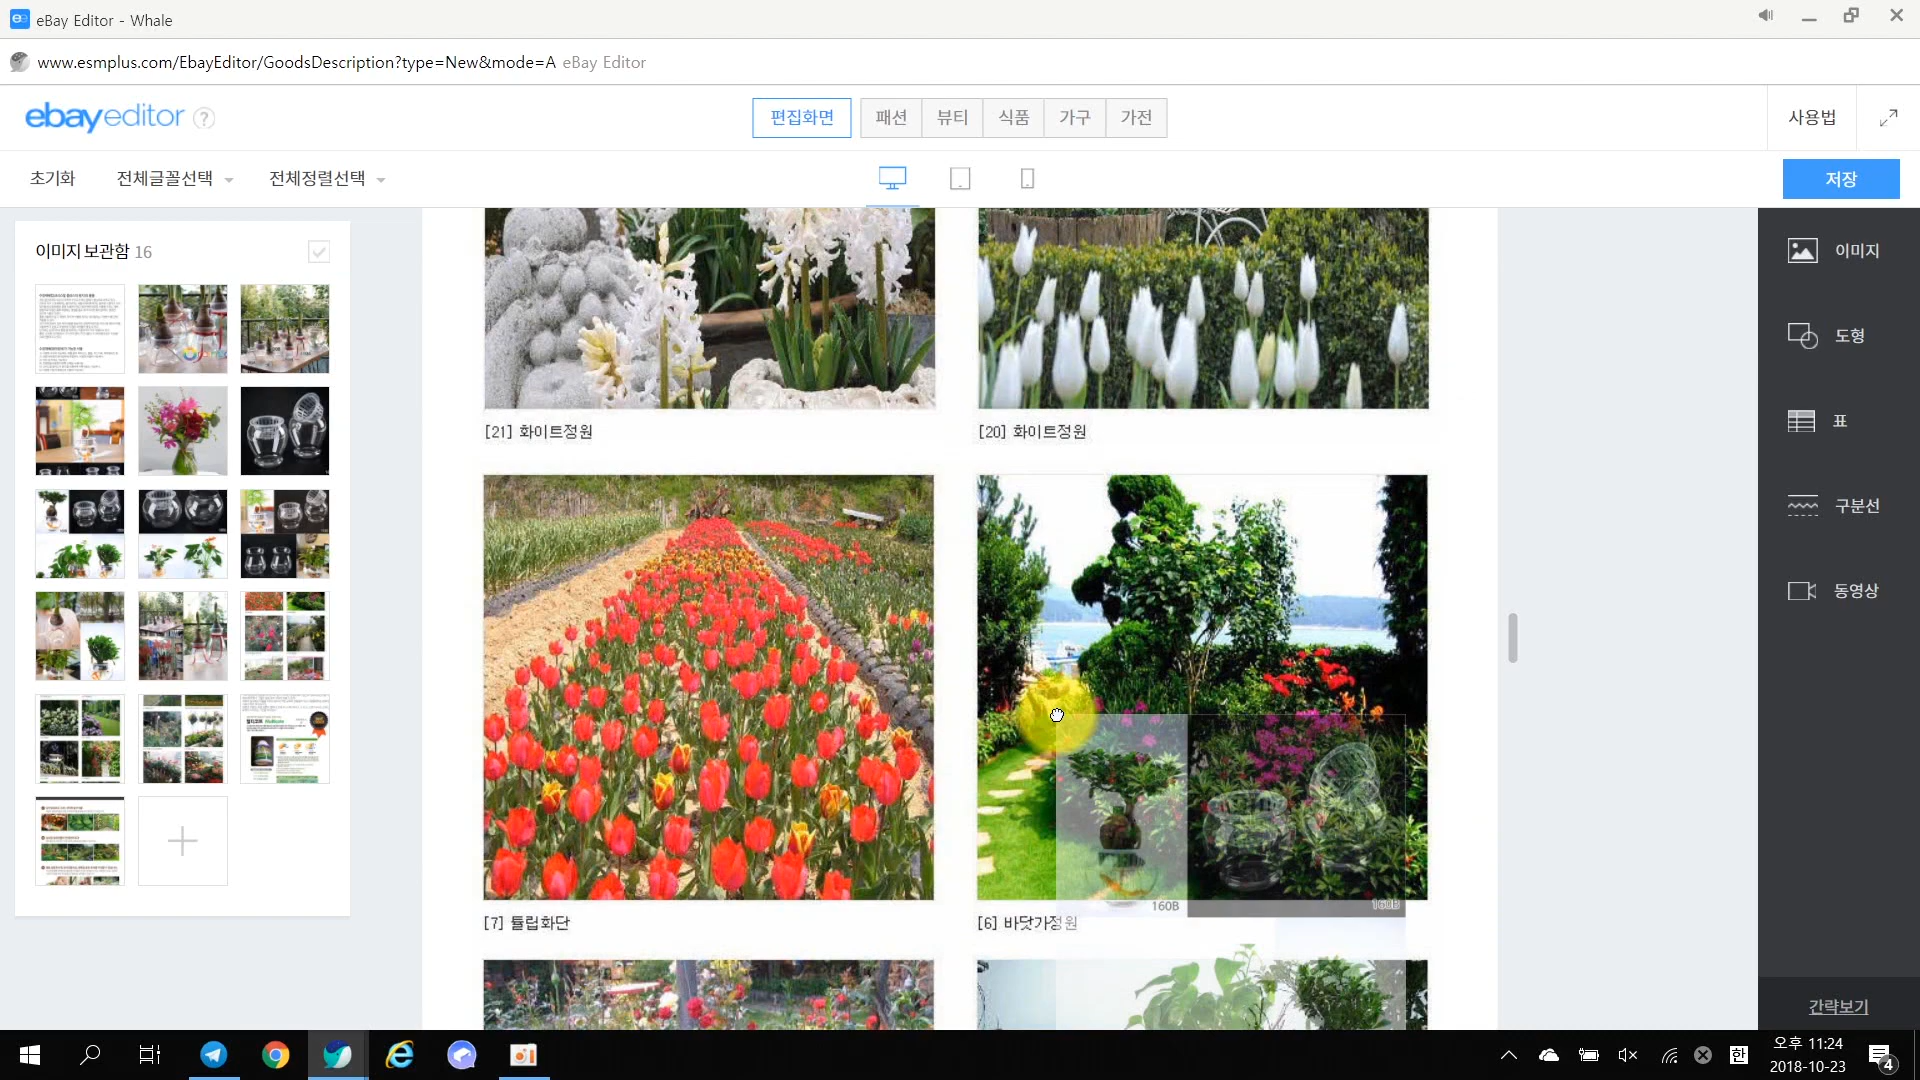 eBay Editor - Whale
www.esmplus.com/EbayEditor/GoodsDescription?type=New&mode=A eBay Editor
ebayeditor ?
편집화면 패션 뷰티 식품 가구 가전
사용법
초기화 전체글꼴선택 전체정렬선택
저장
이미지 보관함 16
[21] 화이트정원
[20] 화이트정원
[7] 튤립화단
[6] 바닷가정원
160B
160B
이미지
도형
표
구분선
동영상
간략보기
한
오후 11:24
2018-10-23
4